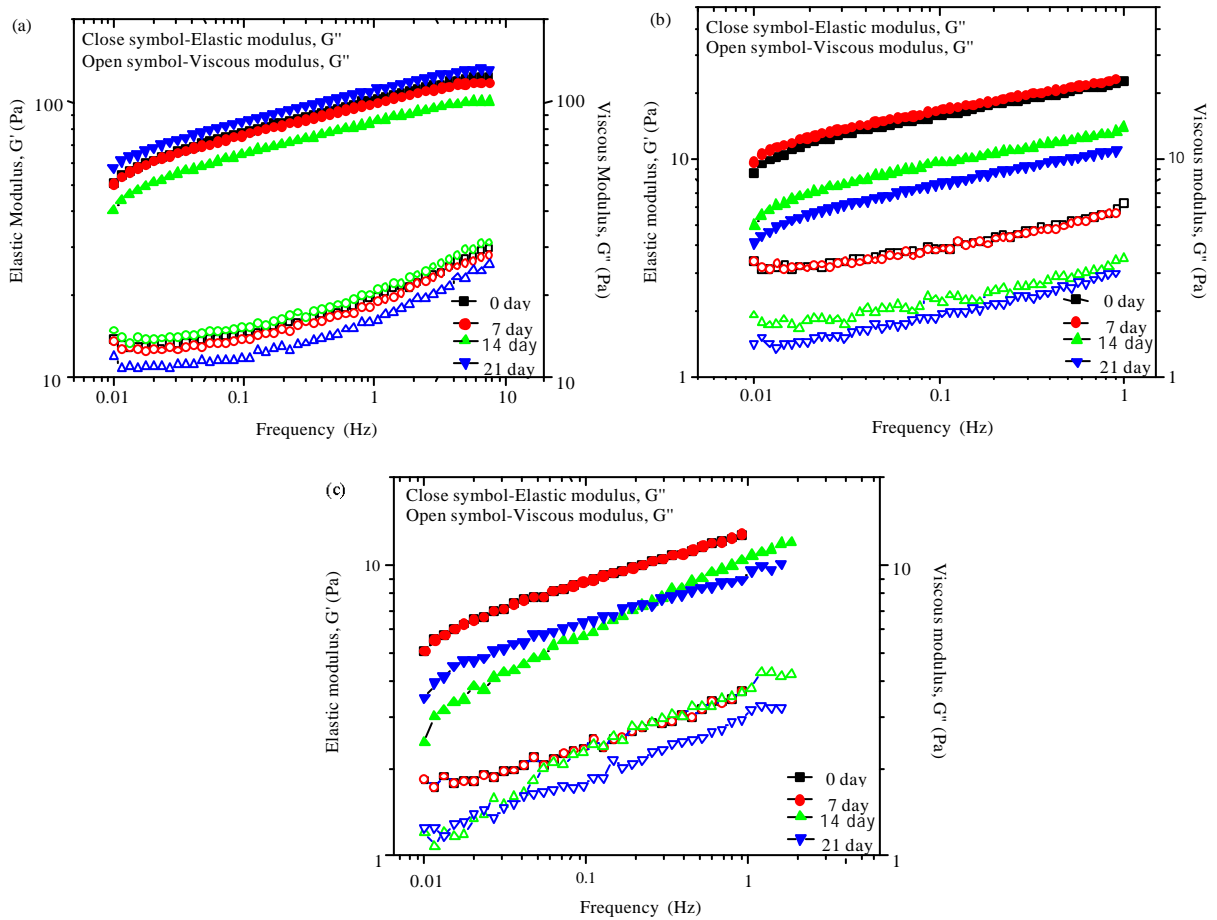 (a)
Close symbol-Elastic modulus, G"
Open symbol-Viscous modulus, G"
Elastic Modulus, G' (Pa)
Viscous Modulus, G" (Pa)
100
10
100
10
0 day
7 day
14 day
21 day
0.01
0.1
1
10
Frequency (Hz)
(b)
Close symbol-Elastic modulus, G"
Open symbol-Viscous modulus, G"
Elastic modulus, G' (Pa)
Viscous modulus, G" (Pa)
10
1
10
1
0 day
7 day
14 day
21 day
0.01
0.1
1
Frequency (Hz)
(c)
Close symbol-Elastic modulus, G"
Open symbol-Viscous modulus, G"
Elastic modulus, G' (Pa)
Viscous modulus, G" (Pa)
10
1
10
1
0 day
7 day
14 day
21 day
0.01
0.1
1
Frequency (Hz)